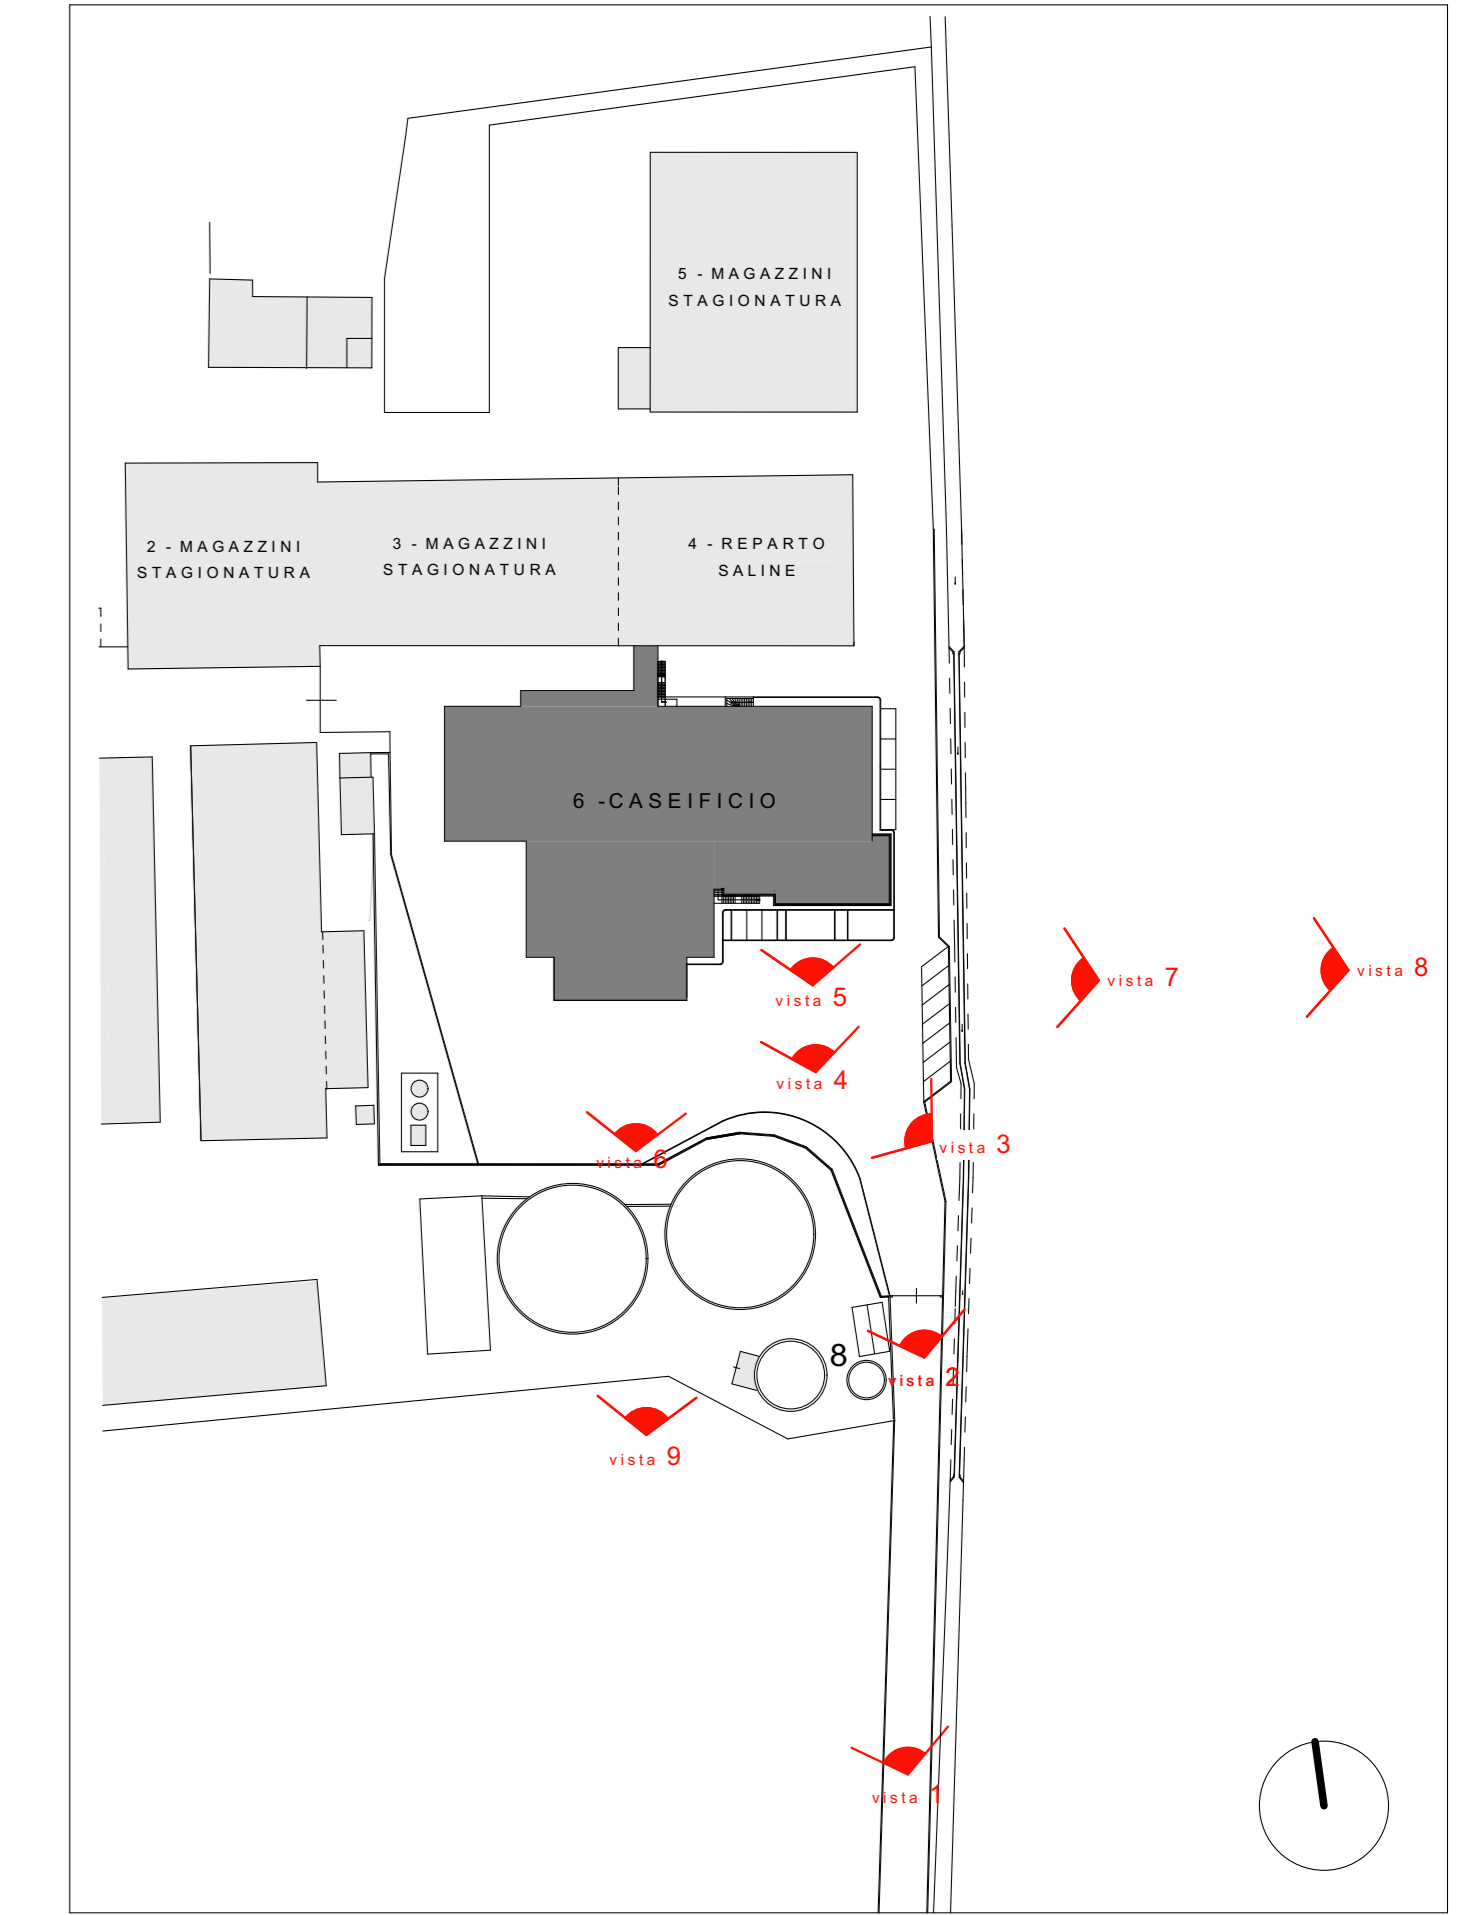 5 - MAGAZZINI
STAGIONATURA
2 - MAGAZZINI
STAGIONATURA
3 - MAGAZZINI
STAGIONATURA
4 - REPARTO
SALINE
6 -CASEIFICIO
vista 5
vista 7
vista 8
vista 4
vista 3
vista 6
8
vista 2
vista 9
vista 1